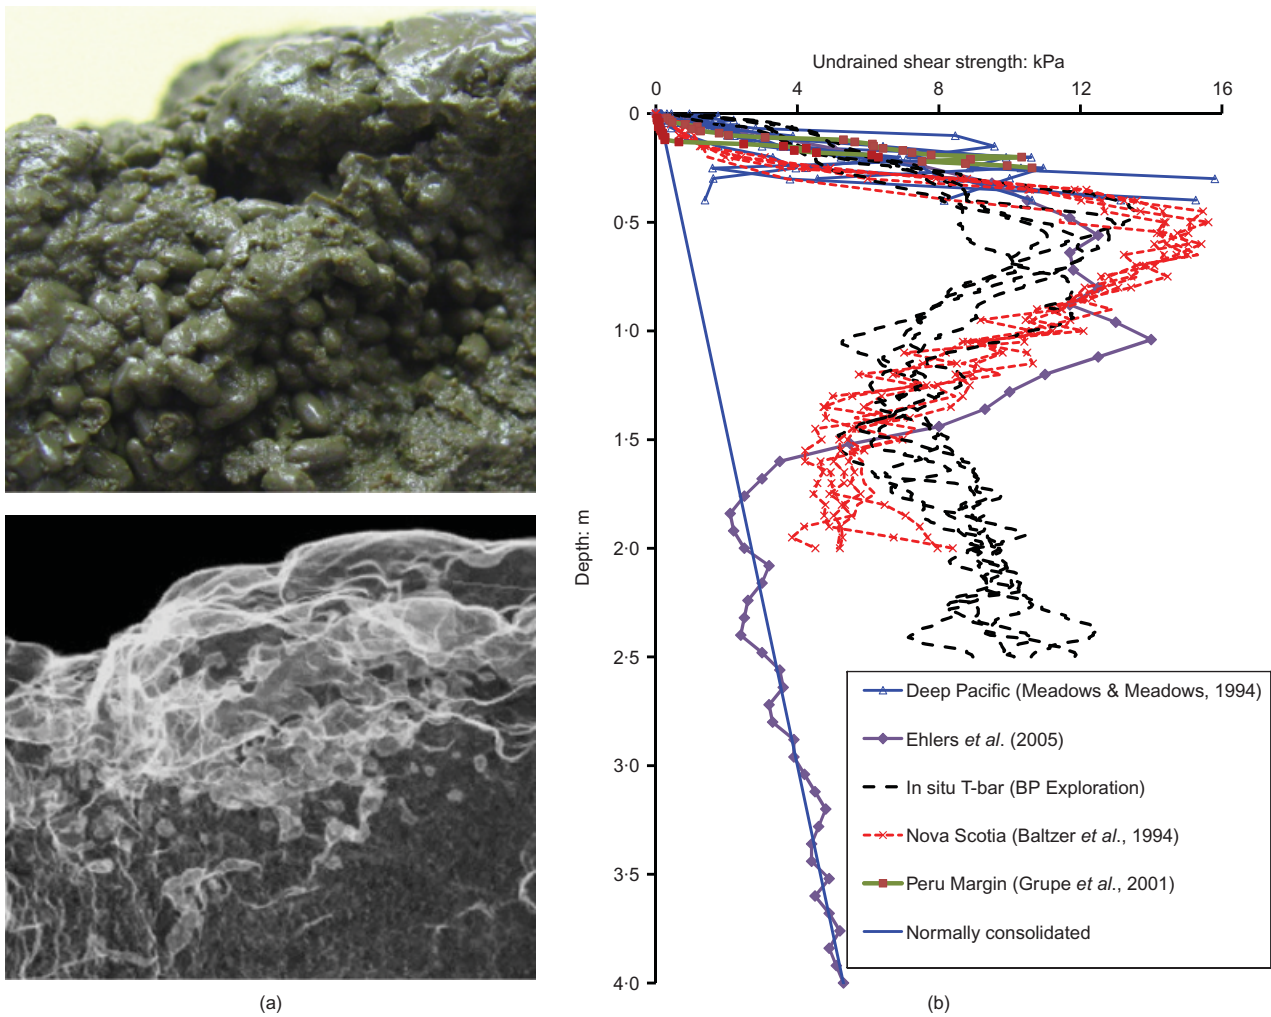 Undrained shear strength: kPa
0 4 8 12 16
0
0·5
1·0
1·5
2·0
2·5
3·0
3·5
4·0
Depth: m
Deep Pacific (Meadows & Meadows, 1994)
Ehlers et al. (2005)
In situ T-bar (BP Exploration)
Nova Scotia (Baltzer et al., 1994)
Peru Margin (Grupe et al., 2001)
Normally consolidated
(a) (b)